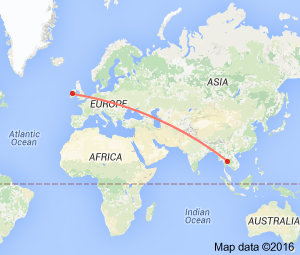 ASIA
EUROPE
Atlantic
Ocean
AFRICA
Indian
Ocean
AUSTRALIA
Map data ©2016